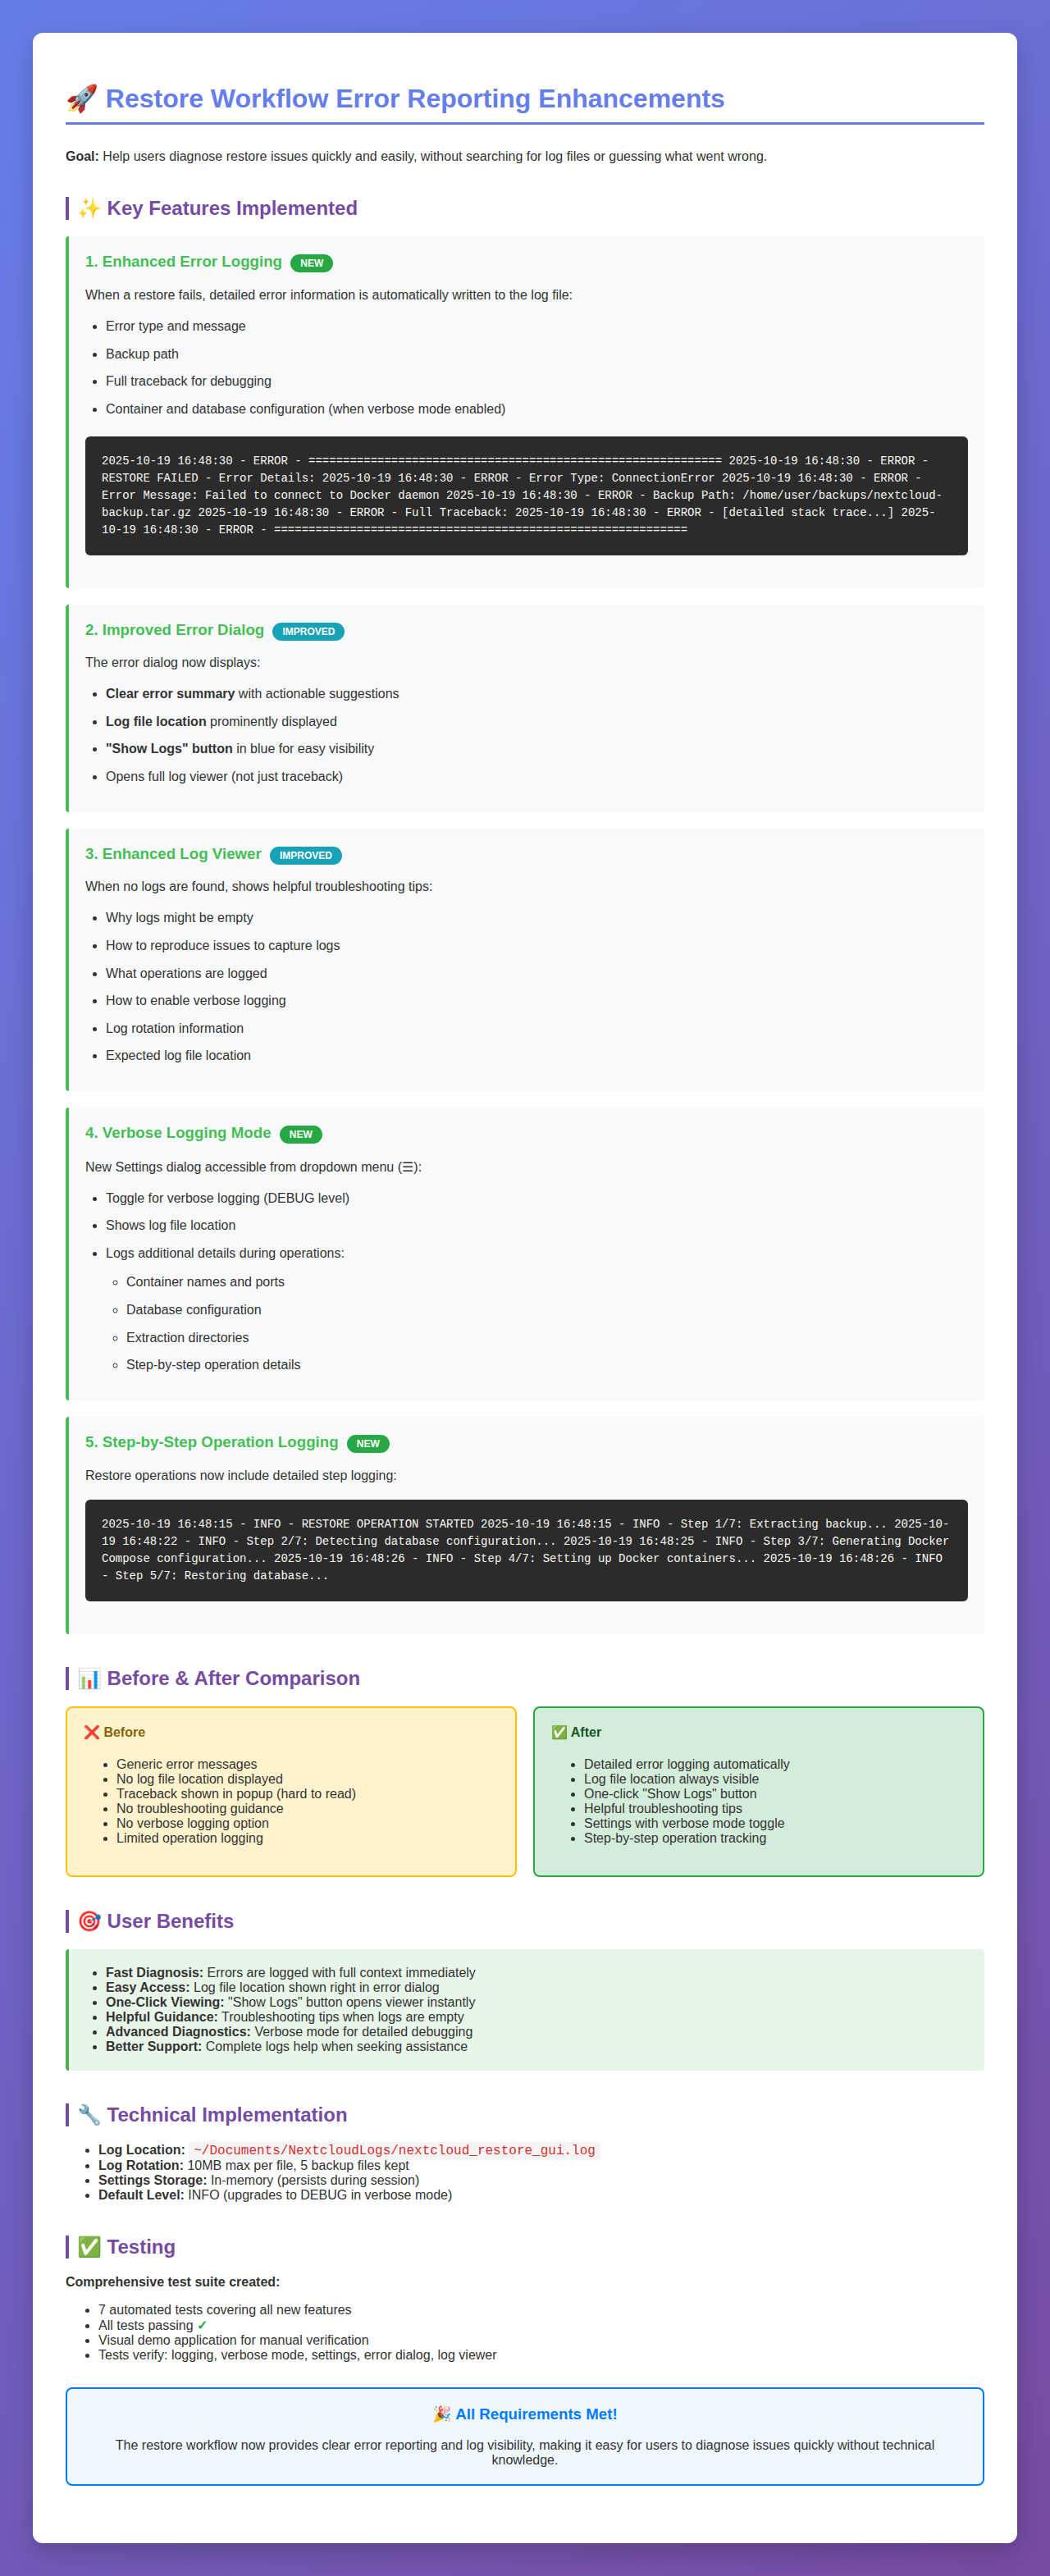 🚀 Restore Workflow Error Reporting Enhancements
Goal: Help users diagnose restore issues quickly and easily, without searching for log files or guessing what went wrong.
✨ Key Features Implemented
1. Enhanced Error Logging NEW
When a restore fails, detailed error information is automatically written to the log file:
• Error type and message
• Backup path
• Full traceback for debugging
• Container and database configuration (when verbose mode enabled)
2025-10-19 16:48:30 - ERROR - ============================================================ 2025-10-19 16:48:30 - ERROR -
RESTORE FAILED - Error Details: 2025-10-19 16:48:30 - ERROR - Error Type: ConnectionError 2025-10-19 16:48:30 - ERROR -
Error Message: Failed to connect to Docker daemon 2025-10-19 16:48:30 - ERROR - Backup Path: /home/user/backups/nextcloud-
backup.tar.gz 2025-10-19 16:48:30 - ERROR - Full Traceback: 2025-10-19 16:48:30 - ERROR - [detailed stack trace...] 2025-
10-19 16:48:30 - ERROR - ============================================================
2. Improved Error Dialog IMPROVED
The error dialog now displays:
• Clear error summary with actionable suggestions
• Log file location prominently displayed
• "Show Logs" button in blue for easy visibility
• Opens full log viewer (not just traceback)
3. Enhanced Log Viewer IMPROVED
When no logs are found, shows helpful troubleshooting tips:
• Why logs might be empty
• How to reproduce issues to capture logs
• What operations are logged
• How to enable verbose logging
• Log rotation information
• Expected log file location
4. Verbose Logging Mode NEW
New Settings dialog accessible from dropdown menu (☰):
• Toggle for verbose logging (DEBUG level)
• Shows log file location
• Logs additional details during operations:
◦ Container names and ports
◦ Database configuration
◦ Extraction directories
◦ Step-by-step operation details
5. Step-by-Step Operation Logging NEW
Restore operations now include detailed step logging:
2025-10-19 16:48:15 - INFO - RESTORE OPERATION STARTED 2025-10-19 16:48:15 - INFO - Step 1/7: Extracting backup... 2025-10-
19 16:48:22 - INFO - Step 2/7: Detecting database configuration... 2025-10-19 16:48:25 - INFO - Step 3/7: Generating Docker
Compose configuration... 2025-10-19 16:48:26 - INFO - Step 4/7: Setting up Docker containers... 2025-10-19 16:48:26 - INFO
- Step 5/7: Restoring database...
📊 Before & After Comparison
❌ Before
• Generic error messages
• No log file location displayed
• Traceback shown in popup (hard to read)
• No troubleshooting guidance
• No verbose logging option
• Limited operation logging
✅ After
• Detailed error logging automatically
• Log file location always visible
• One-click "Show Logs" button
• Helpful troubleshooting tips
• Settings with verbose mode toggle
• Step-by-step operation tracking
🎯 User Benefits
• Fast Diagnosis: Errors are logged with full context immediately
• Easy Access: Log file location shown right in error dialog
• One-Click Viewing: "Show Logs" button opens viewer instantly
• Helpful Guidance: Troubleshooting tips when logs are empty
• Advanced Diagnostics: Verbose mode for detailed debugging
• Better Support: Complete logs help when seeking assistance
🔧 Technical Implementation
• Log Location: ~/Documents/NextcloudLogs/nextcloud_restore_gui.log
• Log Rotation: 10MB max per file, 5 backup files kept
• Settings Storage: In-memory (persists during session)
• Default Level: INFO (upgrades to DEBUG in verbose mode)
✅ Testing
Comprehensive test suite created:
• 7 automated tests covering all new features
• All tests passing ✓
• Visual demo application for manual verification
• Tests verify: logging, verbose mode, settings, error dialog, log viewer
🎉 All Requirements Met!
The restore workflow now provides clear error reporting and log visibility, making it easy for users to diagnose issues quickly without technical
knowledge.